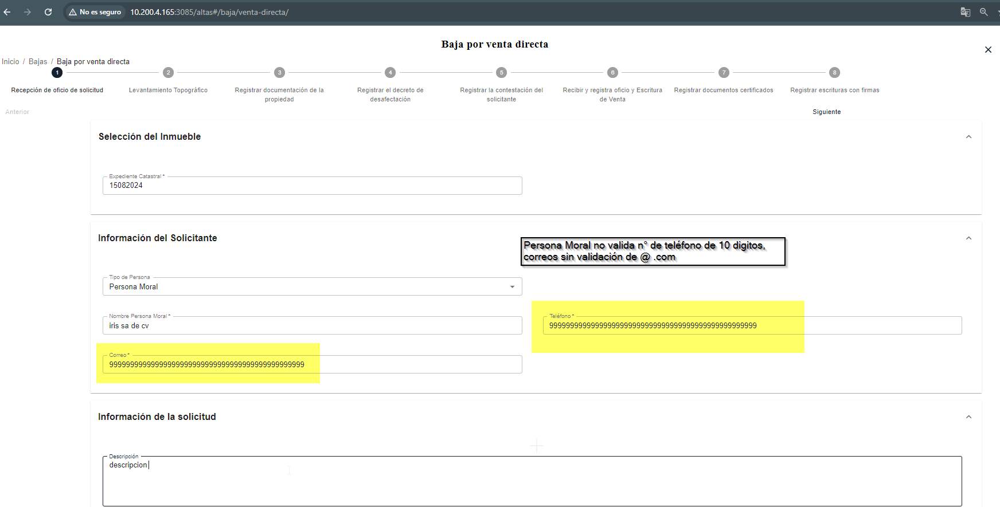 No es seguro 10.200.4.165:3085/altas#/baja/venta-directa/
Baja por venta directa
Inicio / Bajas / Baja por venta directa
1 2 3 4 5 6 7 8
Recepción de oficio de solicitud
Levantamiento Topográfico
Registrar documentación de la
propiedad
Registrar el decreto de
desafectación
Registrar la contestación del
solicitante
Recibir y registra oficio y Escritura
de Venta
Registrar documentos certificados
Registrar escrituras con firmas
Anterior
Siguiente
Selección del Inmueble
Expediente Catastral *
15082024
Información del Solicitante
Persona Moral no valida n° de teléfono de 10 digitos,
correos sin validación de @ .com
Tipo de Persona
Persona Moral
Nombre Persona Moral *
iris sa de cv
Teléfono *
99999999999999999999999999999999999999999999999999
Correo *
99999999999999999999999999999999999999999999999
Información de la solicitud
Descripción
descripcion